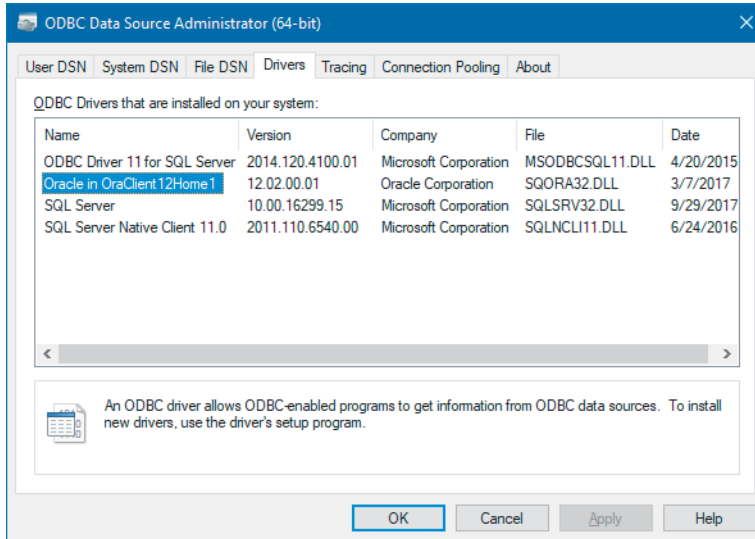 ODBC Data Source Administrator (64-bit)
User DSN System DSN File DSN Drivers Tracing Connection Pooling About
ODBC Drivers that are installed on your system:
Name Version Company File Date
ODBC Driver 11 for SQL Server 2014.120.4100.01 Microsoft Corporation MSODBCSQL11.DLL 4/20/2015
Oracle in OraClient12Home1 12.02.00.01 Oracle Corporation SQORA32.DLL 3/7/2017
SQL Server 10.00.16299.15 Microsoft Corporation SQLSRV32.DLL 9/29/2017
SQL Server Native Client 11.0 2011.110.6540.00 Microsoft Corporation SQLNCLI11.DLL 6/24/2016
An ODBC driver allows ODBC-enabled programs to get information from ODBC data sources. To install
new drivers, use the driver's setup program.
OK Cancel Apply Help